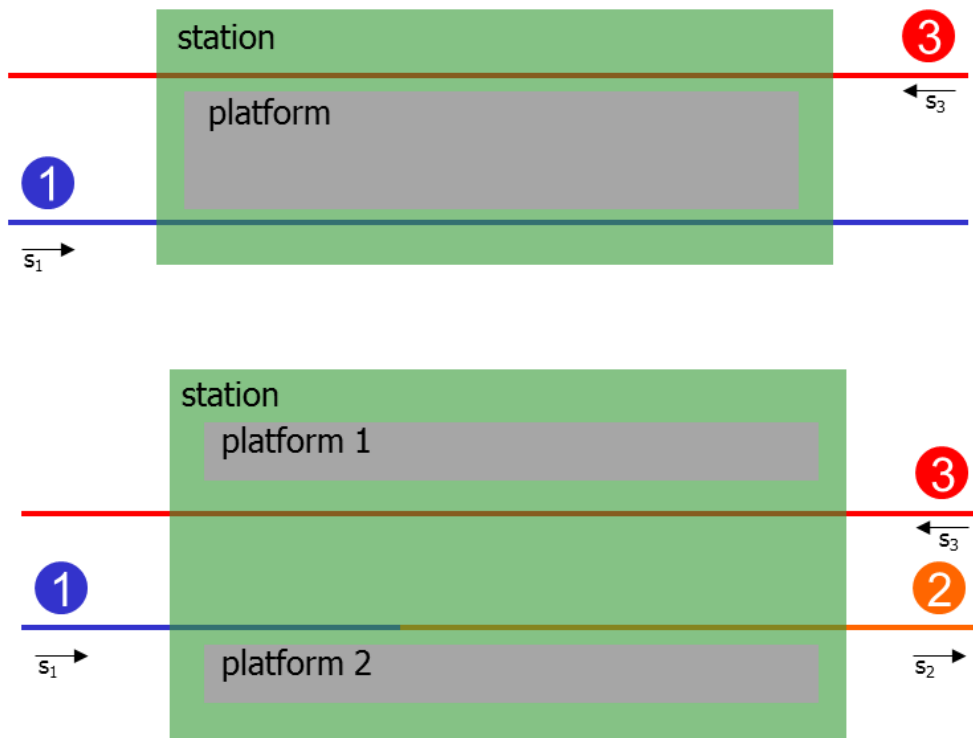 station
3
platform
s₃
1
s₁
station
platform 1
3
s₃
1
2
platform 2
s₁
s₂